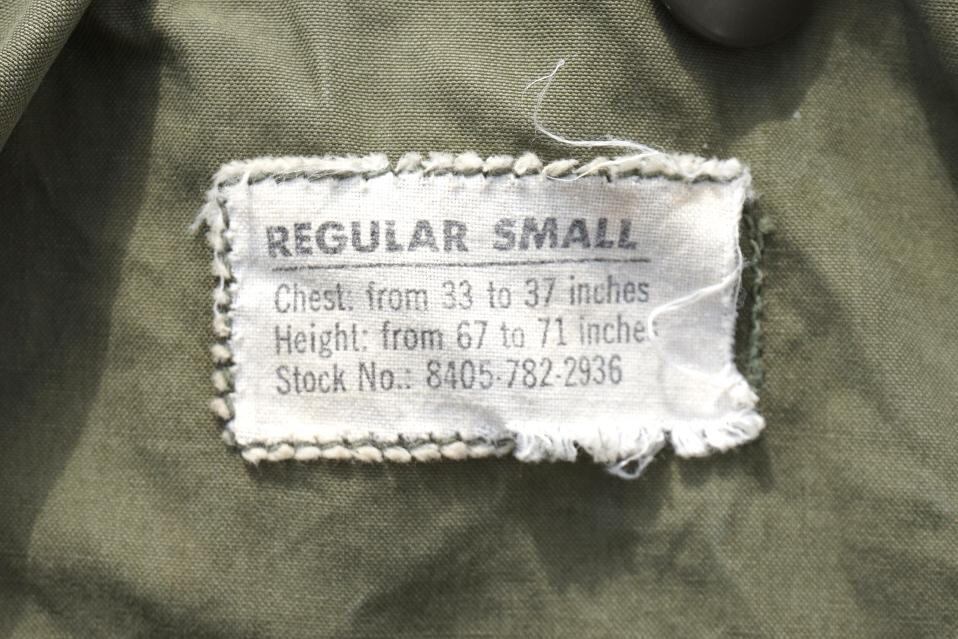 REGULAR SMALL
Chest: from 33 to 37 inches
Height: from 67 to 71 inches
Stock No.: 8405-782-2936